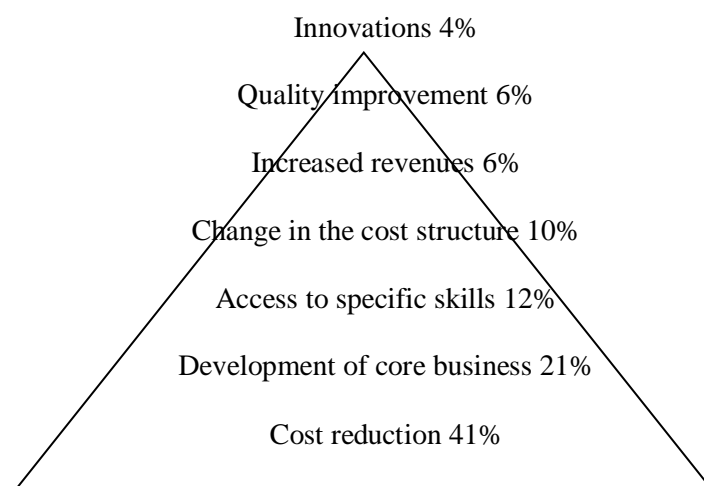 Innovations 4%
Quality improvement 6%
Increased revenues 6%
Change in the cost structure 10%
Access to specific skills 12%
Development of core business 21%
Cost reduction 41%